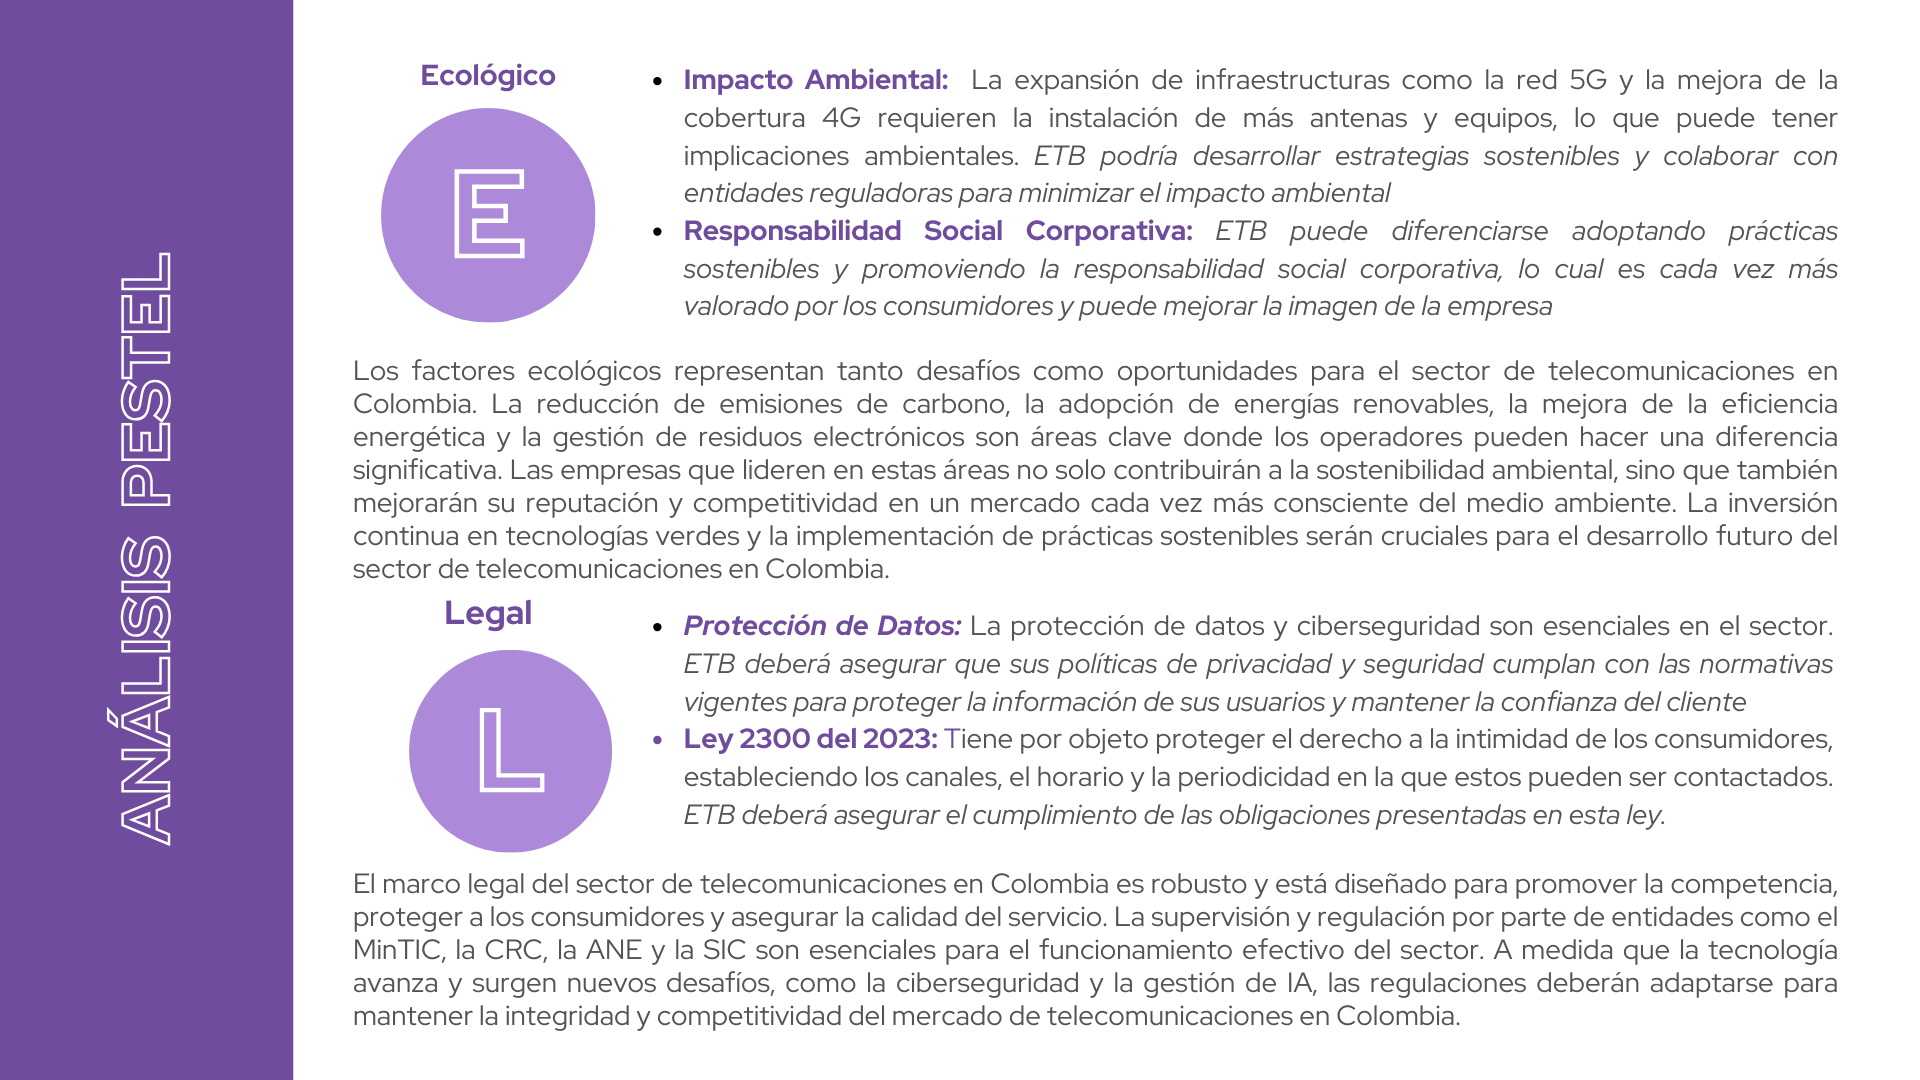 ANÁLISIS PESTEL
Ecológico
E
• Impacto Ambiental: La expansión de infraestructuras como la red 5G y la mejora de la
cobertura 4G requieren la instalación de más antenas y equipos, lo que puede tener
implicaciones ambientales. ETB podría desarrollar estrategias sostenibles y colaborar con
entidades reguladoras para minimizar el impacto ambiental
• Responsabilidad Social Corporativa: ETB puede diferenciarse adoptando prácticas
sostenibles y promoviendo la responsabilidad social corporativa, lo cual es cada vez más
valorado por los consumidores y puede mejorar la imagen de la empresa
Los factores ecológicos representan tanto desafíos como oportunidades para el sector de telecomunicaciones en
Colombia. La reducción de emisiones de carbono, la adopción de energías renovables, la mejora de la eficiencia
energética y la gestión de residuos electrónicos son áreas clave donde los operadores pueden hacer una diferencia
significativa. Las empresas que lideren en estas áreas no solo contribuirán a la sostenibilidad ambiental, sino que también
mejorarán su reputación y competitividad en un mercado cada vez más consciente del medio ambiente. La inversión
continua en tecnologías verdes y la implementación de prácticas sostenibles serán cruciales para el desarrollo futuro del
sector de telecomunicaciones en Colombia.
Legal
L
• Protección de Datos: La protección de datos y ciberseguridad son esenciales en el sector.
ETB deberá asegurar que sus políticas de privacidad y seguridad cumplan con las normativas
vigentes para proteger la información de sus usuarios y mantener la confianza del cliente
• Ley 2300 del 2023: Tiene por objeto proteger el derecho a la intimidad de los consumidores,
estableciendo los canales, el horario y la periodicidad en la que estos pueden ser contactados.
ETB deberá asegurar el cumplimiento de las obligaciones presentadas en esta ley.
El marco legal del sector de telecomunicaciones en Colombia es robusto y está diseñado para promover la competencia,
proteger a los consumidores y asegurar la calidad del servicio. La supervisión y regulación por parte de entidades como el
MinTIC, la CRC, la ANE y la SIC son esenciales para el funcionamiento efectivo del sector. A medida que la tecnología
avanza y surgen nuevos desafíos, como la ciberseguridad y la gestión de IA, las regulaciones deberán adaptarse para
mantener la integridad y competitividad del mercado de telecomunicaciones en Colombia.